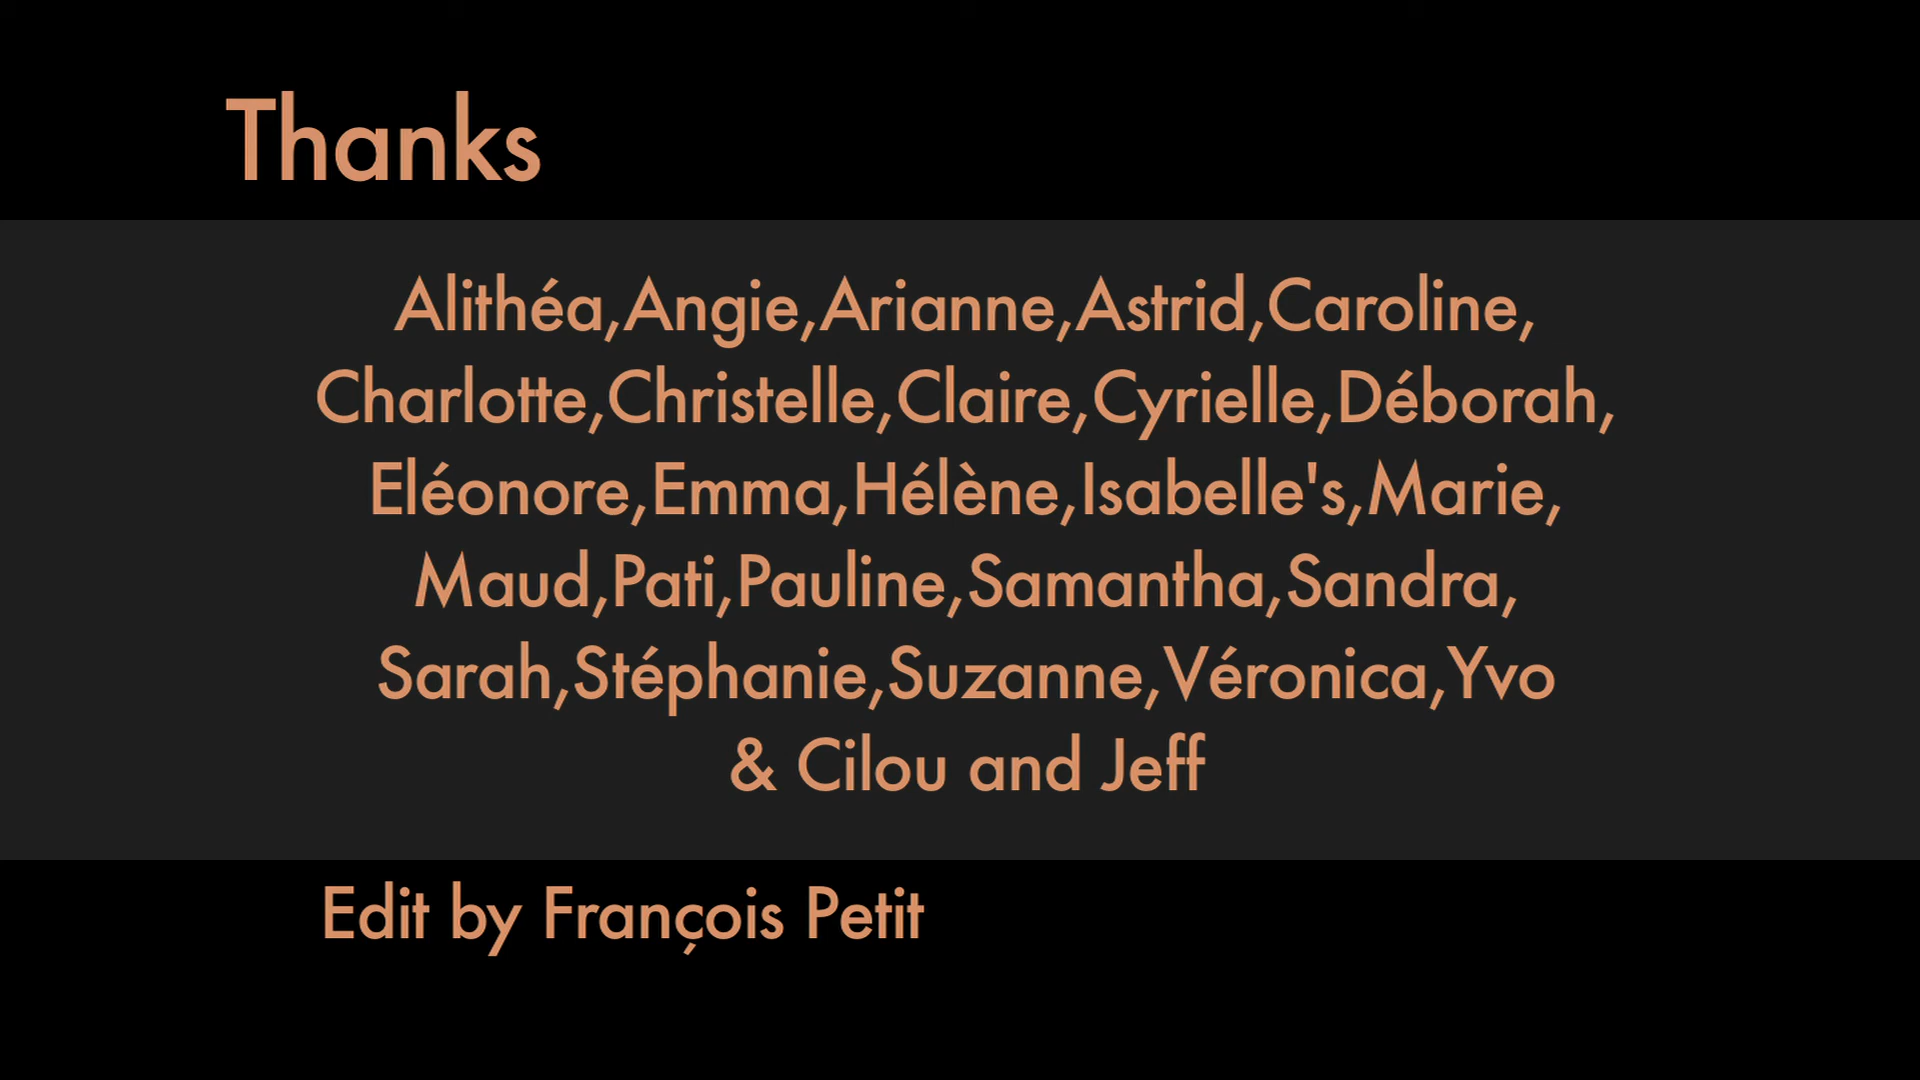 Thanks
Alithéa,Angie,Arianne,Astrid,Caroline,
Charlotte,Christelle,Claire,Cyrielle,Déborah,
Eléonore,Emma,Hélène,Isabelle's,Marie,
Maud,Pati,Pauline,Samantha,Sandra,
Sarah,Stéphanie,Suzanne,Véronica,Yvo
& Cilou and Jeff
Edit by François Petit